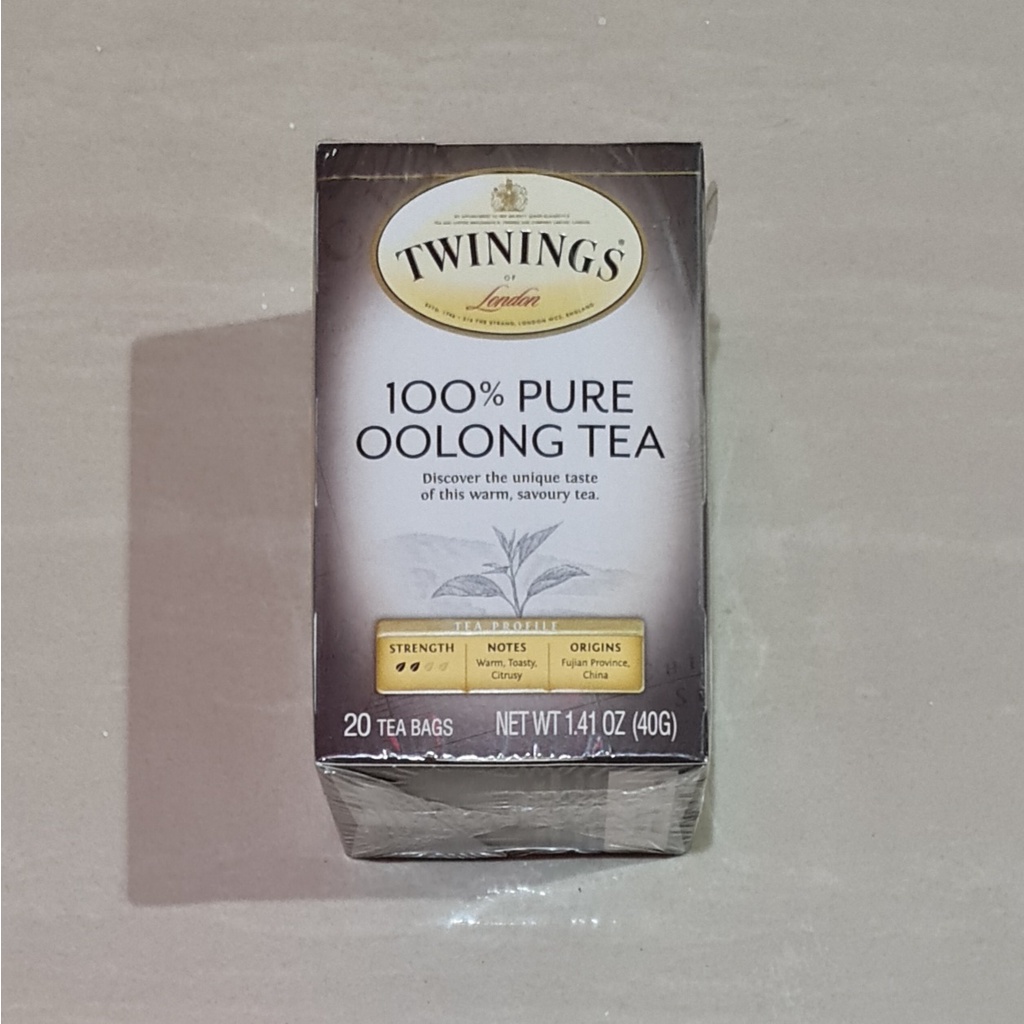 TWININGS®
OF
London
100% PURE
OOLONG TEA
Discover the unique taste
of this warm, savoury tea.
TEA PROFILE
STRENGTH
NOTES
Warm, Toasty,
Citrusy
ORIGINS
Fujian Province,
China
20 TEA BAGS
NET WT 1.41 OZ (40G)